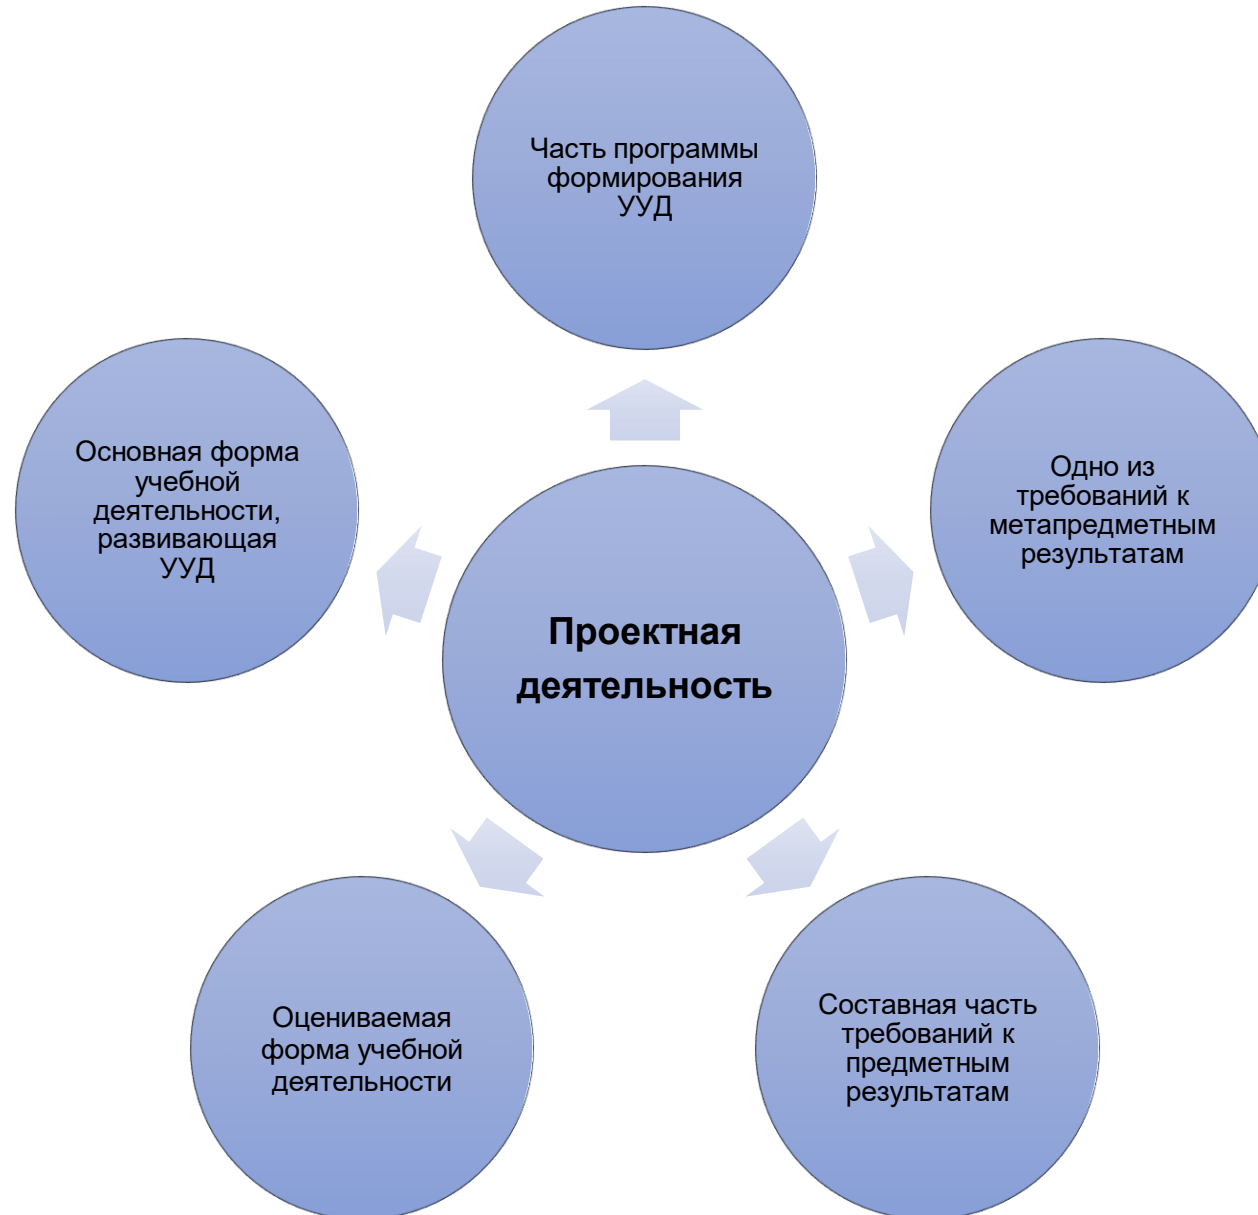 Часть программы
формирования
УУД
Основная форма
учебной
деятельности,
развивающая
УУД
Одно из
требований к
метапредметным
результатам
Проектная
деятельность
Оцениваемая
форма учебной
деятельности
Составная часть
требований к
предметным
результатам